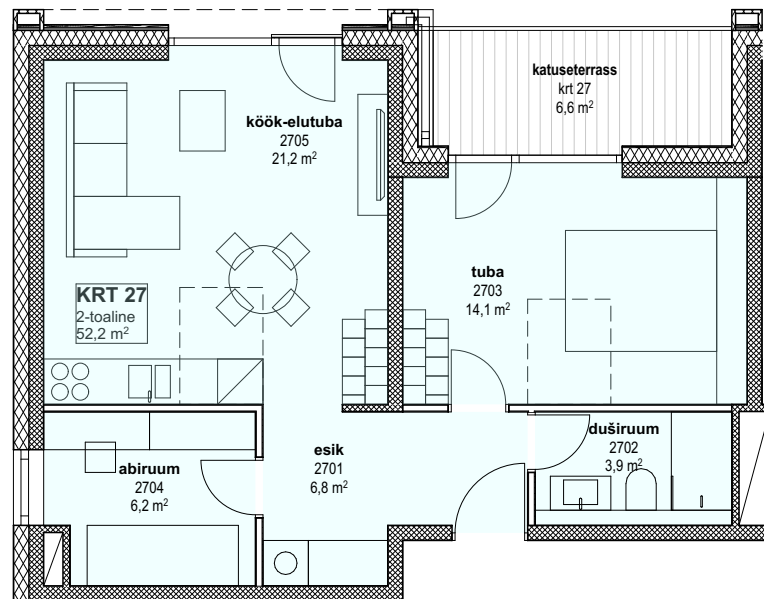 katuseterrass
krt 27
6,6 m²
köök-elutuba
2705
21,2 m²
tuba
2703
14,1 m²
KRT 27
2-toaline
52,2 m²
esik
2701
6,8 m²
duširuum
2702
3,9 m²
abiruum
2704
6,2 m²